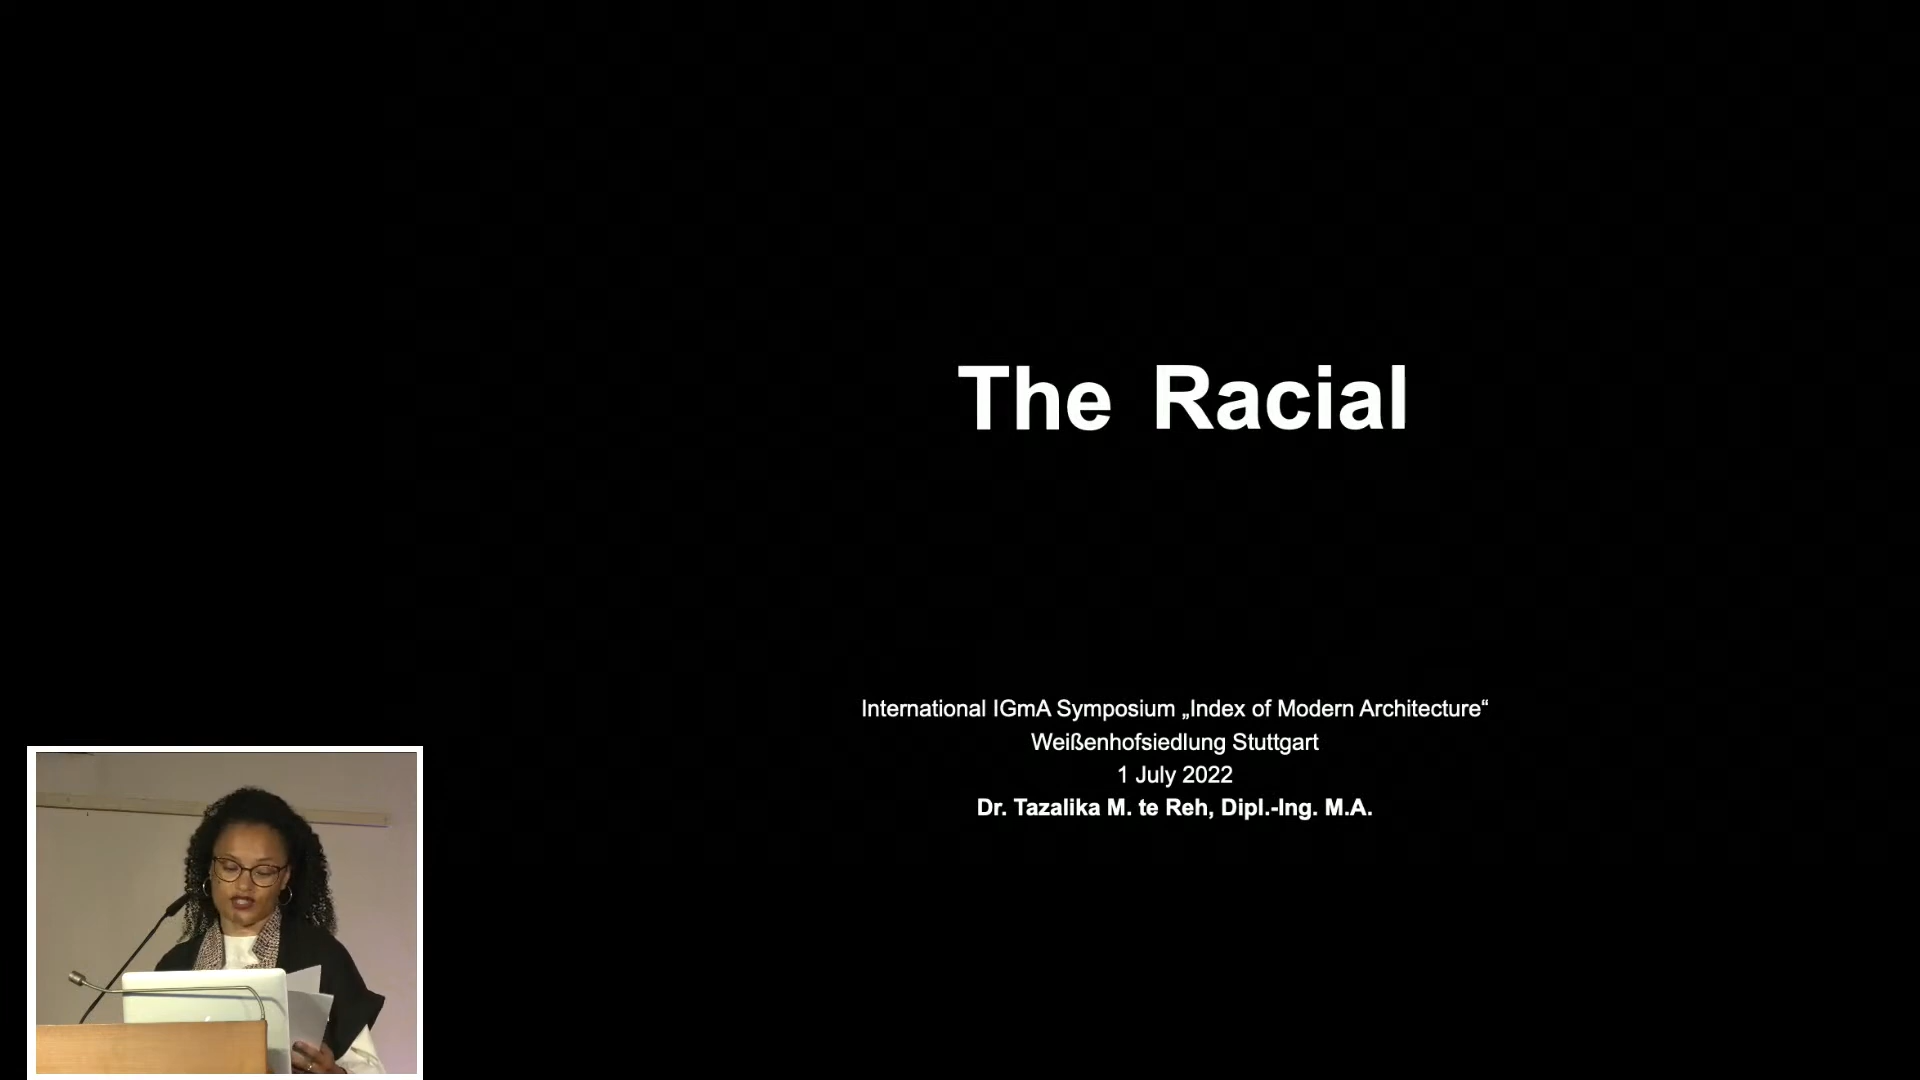 The Racial
International IGmA Symposium „Index of Modern Architecture“
Weißenhofsiedlung Stuttgart
1 July 2022
Dr. Tazalika M. te Reh, Dipl.-Ing. M.A.